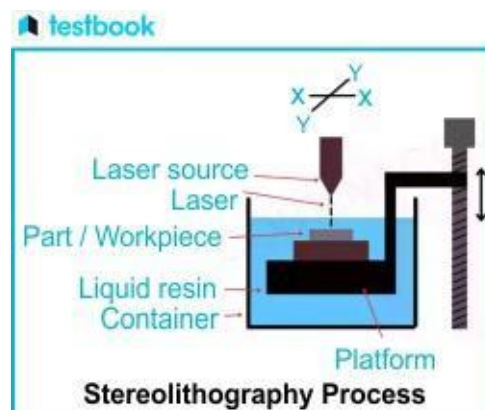 testbook
Y
X X
Y
Laser source
Laser
Part / Workpiece
Liquid resin
Container
Platform
Stereolithography Process